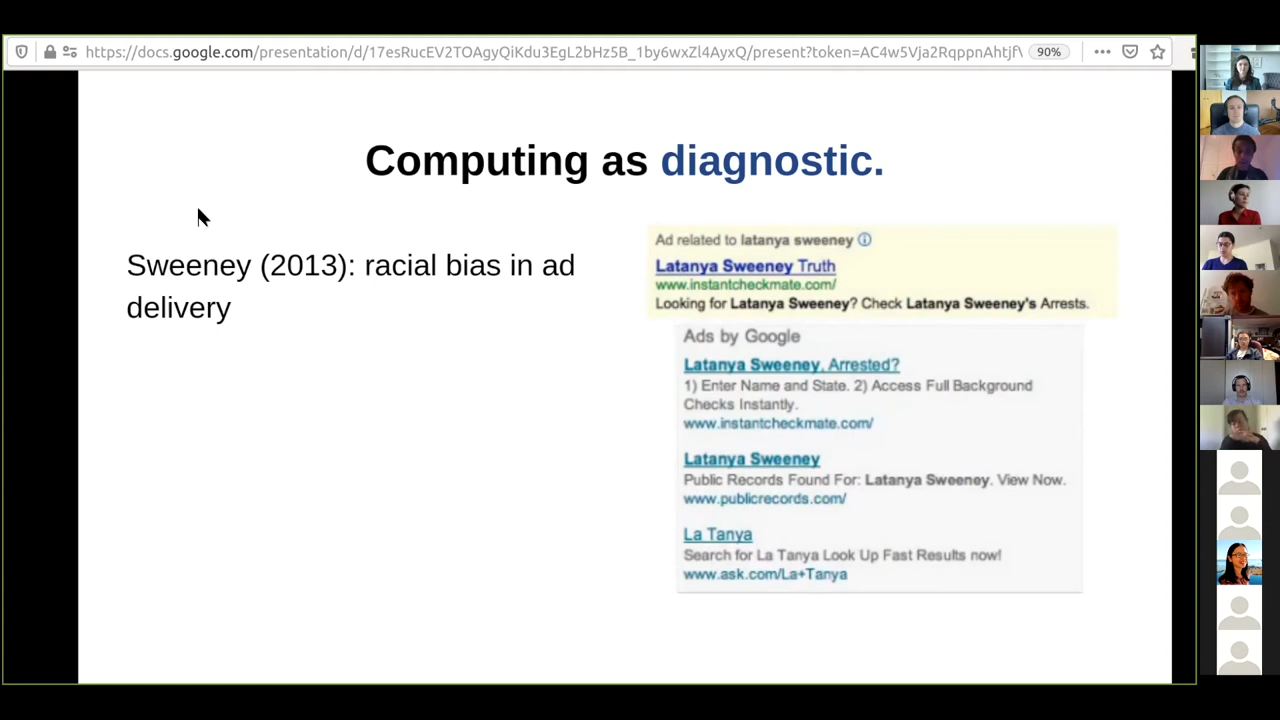 https://docs.google.com/presentation/d/17esRucEV2TOAgvOiKdu3EgL2bHz5B_1by6wxZl4AyxQ/present?token=AC4w5Vja2RqppnAhtjf\ 90%
Computing as diagnostic.
Sweeney (2013): racial bias in ad
delivery
Ad related to latanya sweeney
Latanya Sweeney Truth
www.instantcheckmate.com/
Looking for Latanya Sweeney? Check Latanya Sweeney's Arrests.
Ads by Google
Latanya Sweeney, Arrested?
1) Enter Name and State. 2) Access Full Background
Checks Instantly.
www.instantcheckmate.com/
Latanya Sweeney
Public Records Found For: Latanya Sweeney. View Now.
www.publicrecords.com/
La Tanya
Search for La Tanya Look Up Fast Results now!
www.ask.com/La+Tanya